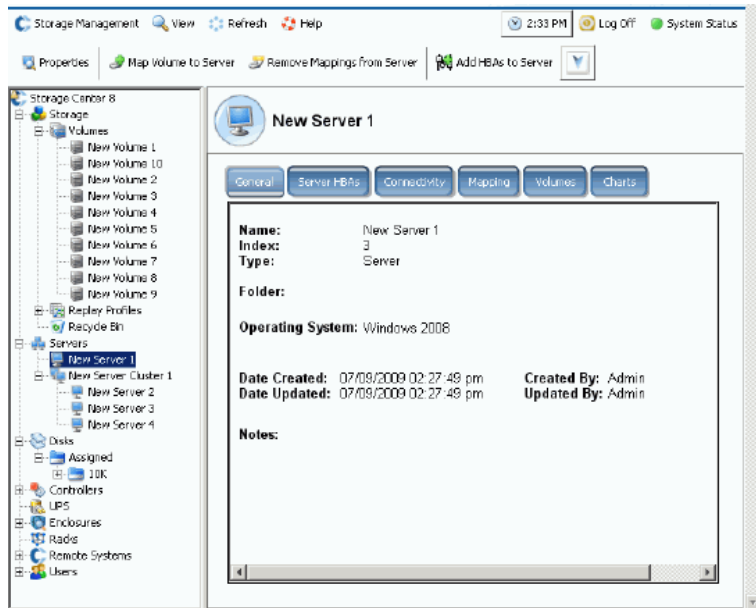 Storage Management View Refresh Help 2:33 PM Log Off System Status
Properties Map Volume to Server Remove Mappings from Server Add HBAs to Server
Storage Center 8
Storage
Volumes
New Volume 1
New Volume 10
New Volume 2
New Volume 3
New Volume 4
New Volume 5
New Volume 6
New Volume 7
New Volume 8
New Volume 9
Replay Profiles
Recycle Bin
Servers
New Server 1
New Server Cluster 1
New Server 2
New Server 3
New Server 4
Disks
Assigned
10K
Controllers
UPS
Enclosures
Racks
Remote Systems
Users
New Server 1
General Server HBAs Connectivity Mapping Volumes Charts
Name: New Server 1
Index: 3
Type: Server
Folder:
Operating System: Windows 2008
Date Created: 07/09/2009 02:27:49 pm Created By: Admin
Date Updated: 07/09/2009 02:27:49 pm Updated By: Admin
Notes: